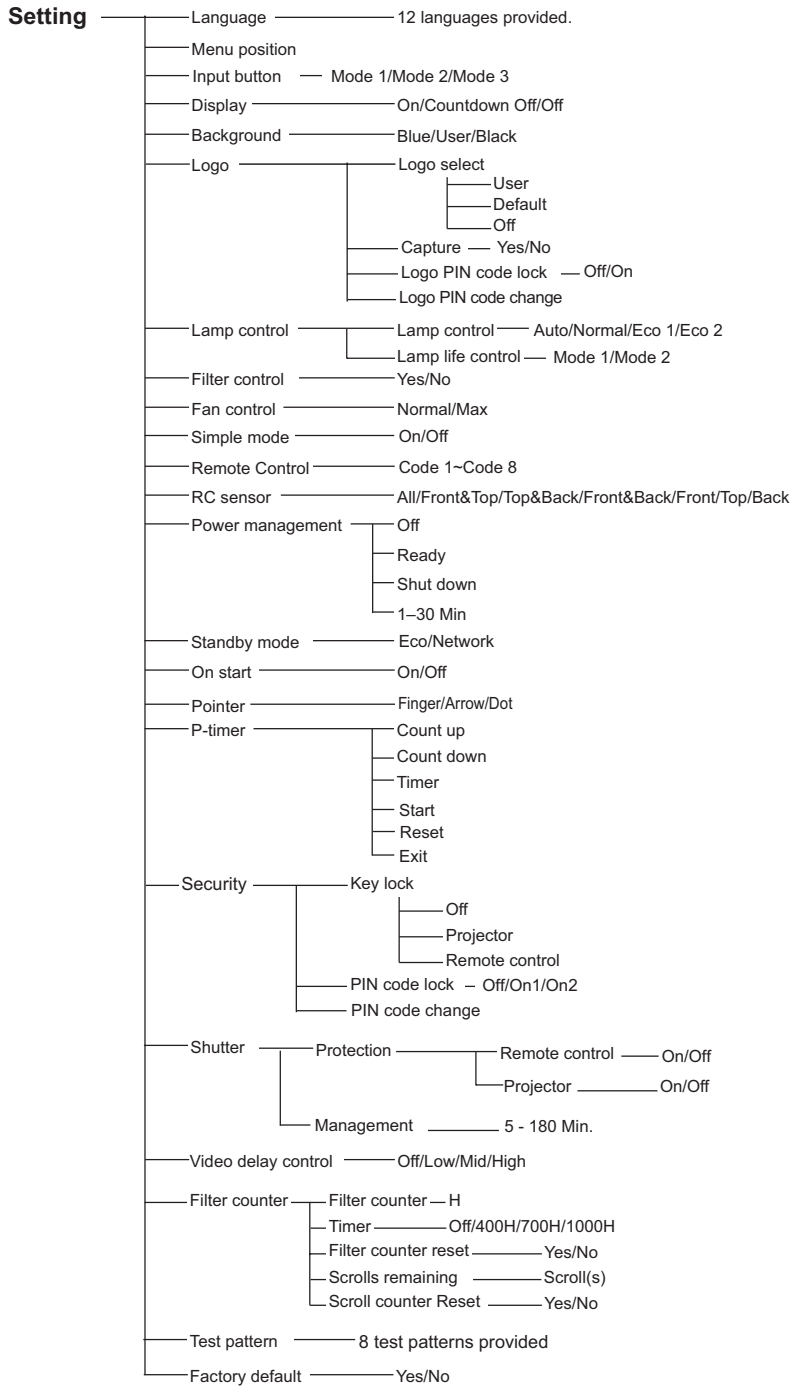 Setting
Language 12 languages provided.
Menu position
Input button Mode 1/Mode 2/Mode 3
Display On/Countdown Off/Off
Background Blue/User/Black
Logo Logo select
User
Default
Off
Capture Yes/No
Logo PIN code lock Off/On
Logo PIN code change
Lamp control Lamp control Auto/Normal/Eco 1/Eco 2
Lamp life control Mode 1/Mode 2
Filter control Yes/No
Fan control Normal/Max
Simple mode On/Off
Remote Control Code 1~Code 8
RC sensor All/Front&Top/Top&Back/Front&Back/Front/Top/Back
Power management Off
Ready
Shut down
1–30 Min
Standby mode Eco/Network
On start On/Off
Pointer Finger/Arrow/Dot
P-timer Count up
Count down
Timer
Start
Reset
Exit
Security Key lock
Off
Projector
Remote control
PIN code lock Off/On1/On2
PIN code change
Shutter Protection Remote control On/Off
Projector On/Off
Management 5 - 180 Min.
Video delay control Off/Low/Mid/High
Filter counter Filter counter H
Timer Off/400H/700H/1000H
Filter counter reset Yes/No
Scrolls remaining Scroll(s)
Scroll counter Reset Yes/No
Test pattern 8 test patterns provided
Factory default Yes/No